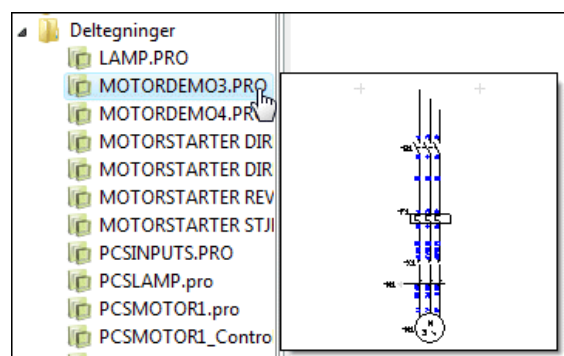 Deltegninger
LAMP.PRO
MOTORDEMO3.PRO
MOTORDEMO4.PRO
MOTORSTARTER DIR
MOTORSTARTER DIR
MOTORSTARTER REV
MOTORSTARTER STJI
PCSINPUTS.PRO
PCSLAMP.pro
PCSMOTOR1.pro
PCSMOTOR1_Contro
M